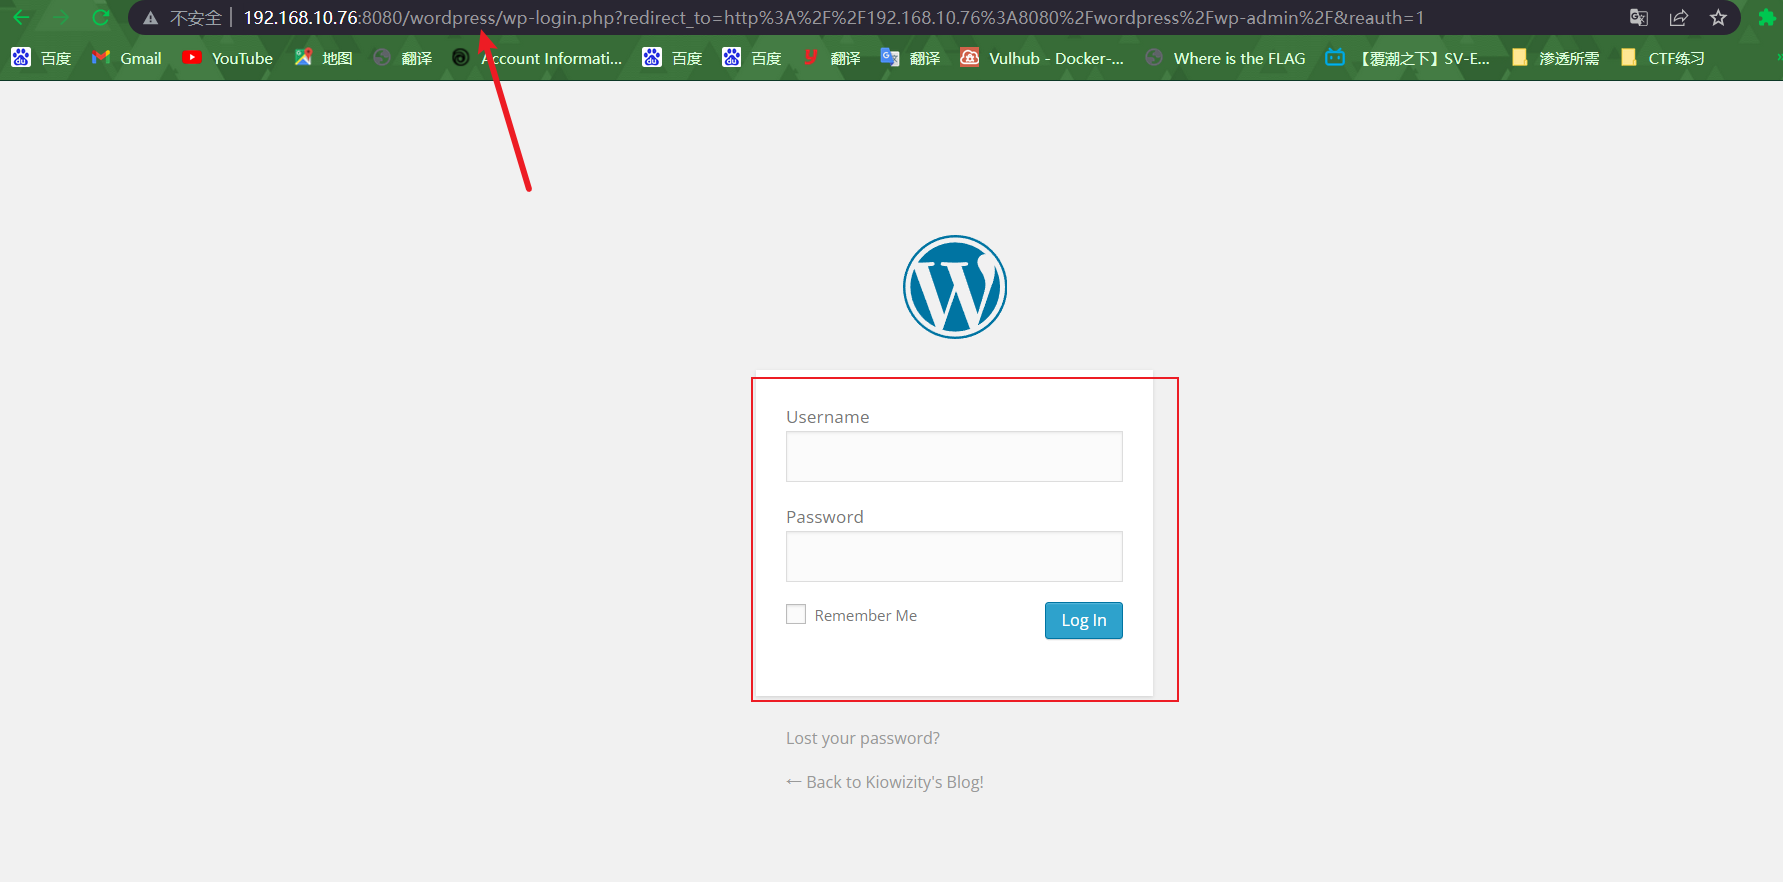 不安全 192.168.10.76:8080/wordpress/wp-login.php?redirect_to=http%3A%2F%2F192.168.10.76%3A8080%2Fwordpress%2Fwp-admin%2F&reauth=1
百度 Gmail YouTube 地图 翻译 Account Informati... 百度 百度 翻译 翻译 Vulhub - Docker-... Where is the FLAG 【覆潮之下】SV-E... 渗透所需 CTF练习
Username
Password
Remember Me Log In
Lost your password?
← Back to Kiowizity's Blog!